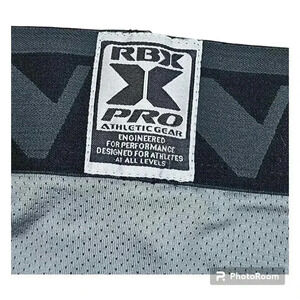 RBX
X
PRO
ATHLETIC GEAR
ENGINEERED
FOR PERFORMANCE
DESIGNED FOR ATHLETES
AT ALL LEVELS
PhotoRoom